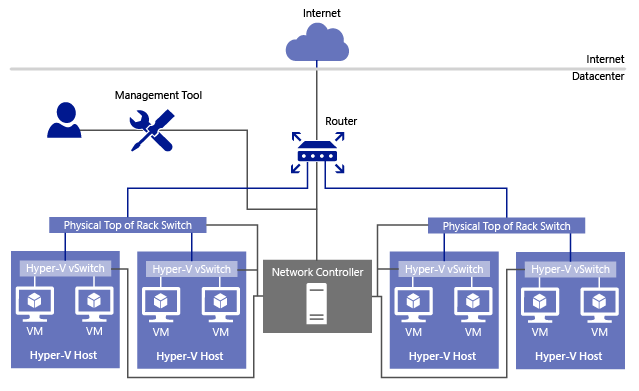 Internet
Internet
Datacenter
Management Tool
Router
Physical Top of Rack Switch
Physical Top of Rack Switch
Hyper-V vSwitch
Hyper-V vSwitch
Network Controller
Hyper-V vSwitch
Hyper-V vSwitch
VM VM
VM VM
VM VM
VM VM
Hyper-V Host
Hyper-V Host
Hyper-V Host
Hyper-V Host